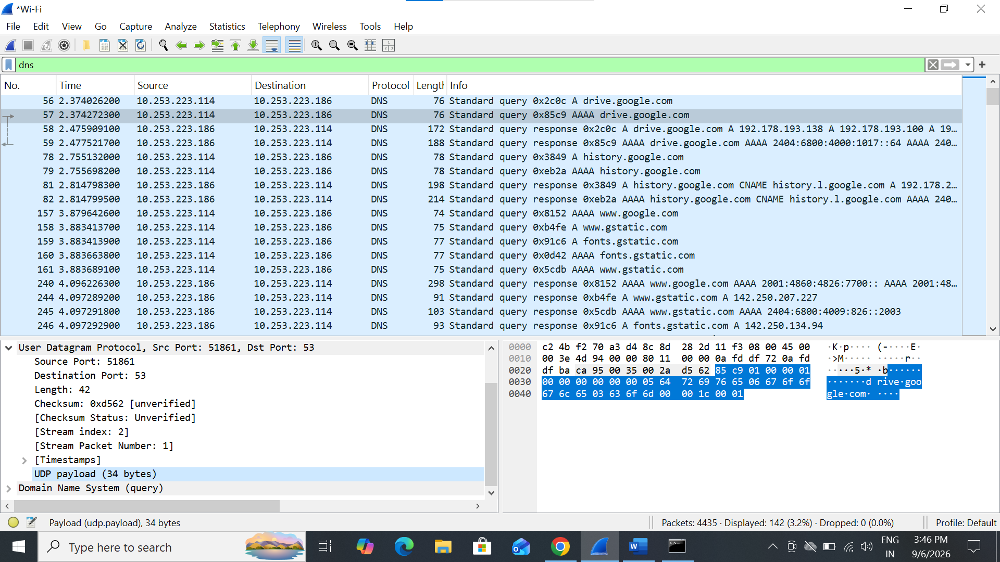 *Wi-Fi
File Edit View Go Capture Analyze Statistics Telephony Wireless Tools Help
dns
No. Time Source Destination Protocol Length Info
56 2.374026200 10.253.223.114 10.253.223.186 DNS 76 Standard query 0x2c0c A drive.google.com
57 2.374272300 10.253.223.114 10.253.223.186 DNS 76 Standard query 0x85c9 AAAA drive.google.com
58 2.475909100 10.253.223.186 10.253.223.114 DNS 172 Standard query response 0x2c0c A drive.google.com A 192.178.193.138 A 192.178.193.100 A 19…
59 2.477521700 10.253.223.186 10.253.223.114 DNS 188 Standard query response 0x85c9 AAAA drive.google.com AAAA 2404:6800:4000:1017::64 AAAA 240…
78 2.755132000 10.253.223.114 10.253.223.186 DNS 78 Standard query 0x3849 A history.google.com
79 2.755698200 10.253.223.114 10.253.223.186 DNS 78 Standard query 0xeb2a AAAA history.google.com
81 2.814798300 10.253.223.186 10.253.223.114 DNS 198 Standard query response 0x3849 A history.google.com CNAME history.l.google.com A 192.178.2…
82 2.814799500 10.253.223.186 10.253.223.114 DNS 214 Standard query response 0xeb2a AAAA history.google.com CNAME history.l.google.com AAAA 240…
157 3.879642600 10.253.223.114 10.253.223.186 DNS 74 Standard query 0x8152 AAAA www.google.com
158 3.883413700 10.253.223.114 10.253.223.186 DNS 75 Standard query 0xb4fe A www.gstatic.com
159 3.883413900 10.253.223.114 10.253.223.186 DNS 77 Standard query 0x91c6 A fonts.gstatic.com
160 3.883663800 10.253.223.114 10.253.223.186 DNS 77 Standard query 0x0d42 AAAA fonts.gstatic.com
161 3.883689100 10.253.223.114 10.253.223.186 DNS 75 Standard query 0x5cdb AAAA www.gstatic.com
240 4.096226300 10.253.223.186 10.253.223.114 DNS 298 Standard query response 0x8152 AAAA www.google.com AAAA 2001:4860:4826:7700:: AAAA 2001:48…
244 4.097289200 10.253.223.186 10.253.223.114 DNS 91 Standard query response 0xb4fe A www.gstatic.com A 142.250.207.227
245 4.097291800 10.253.223.186 10.253.223.114 DNS 103 Standard query response 0x5cdb AAAA www.gstatic.com AAAA 2404:6800:4009:826::2003
246 4.097292900 10.253.223.186 10.253.223.114 DNS 93 Standard query response 0x91c6 A fonts.gstatic.com A 142.250.134.94
User Datagram Protocol, Src Port: 51861, Dst Port: 53
Source Port: 51861
Destination Port: 53
Length: 42
Checksum: 0xd562 [unverified]
[Checksum Status: Unverified]
[Stream index: 2]
[Stream Packet Number: 1]
[Timestamps]
UDP payload (34 bytes)
Domain Name System (query)
0000 c2 4b f2 70 a3 d4 8c 8d 28 2d 11 f3 08 00 45 00 ·K·p···· (-····E·
0010 00 3e 4d 94 00 00 80 11 00 00 0a fd df 72 0a fd ·>M····· ·····r··
0020 df ba ca 95 00 35 00 2a d5 62 85 c9 01 00 00 01 ·····5·* ·b······
0030 00 00 00 00 00 00 05 64 72 69 76 65 06 67 6f 6f ·······d rive·goo
0040 67 6c 65 03 63 6f 6d 00 00 1c 00 01 gle·com· ····
Payload (udp.payload), 34 bytes
Packets: 4435 · Displayed: 142 (3.2%) · Dropped: 0 (0.0%)
Profile: Default
Type here to search
ENG
IN
3:46 PM
9/6/2026